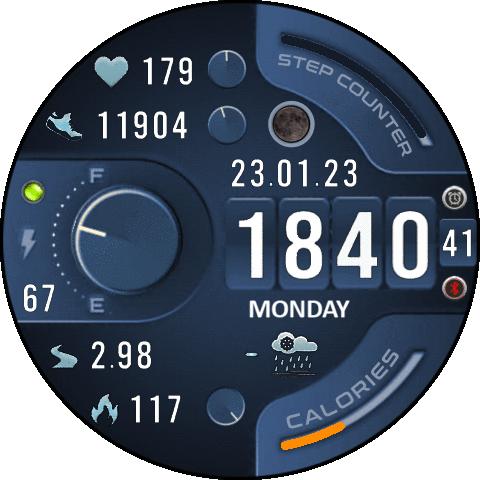 179
STEP COUNTER
11904
23.01.23
F
1840
41
67
E
MONDAY
2.98
-
CALORIES
117